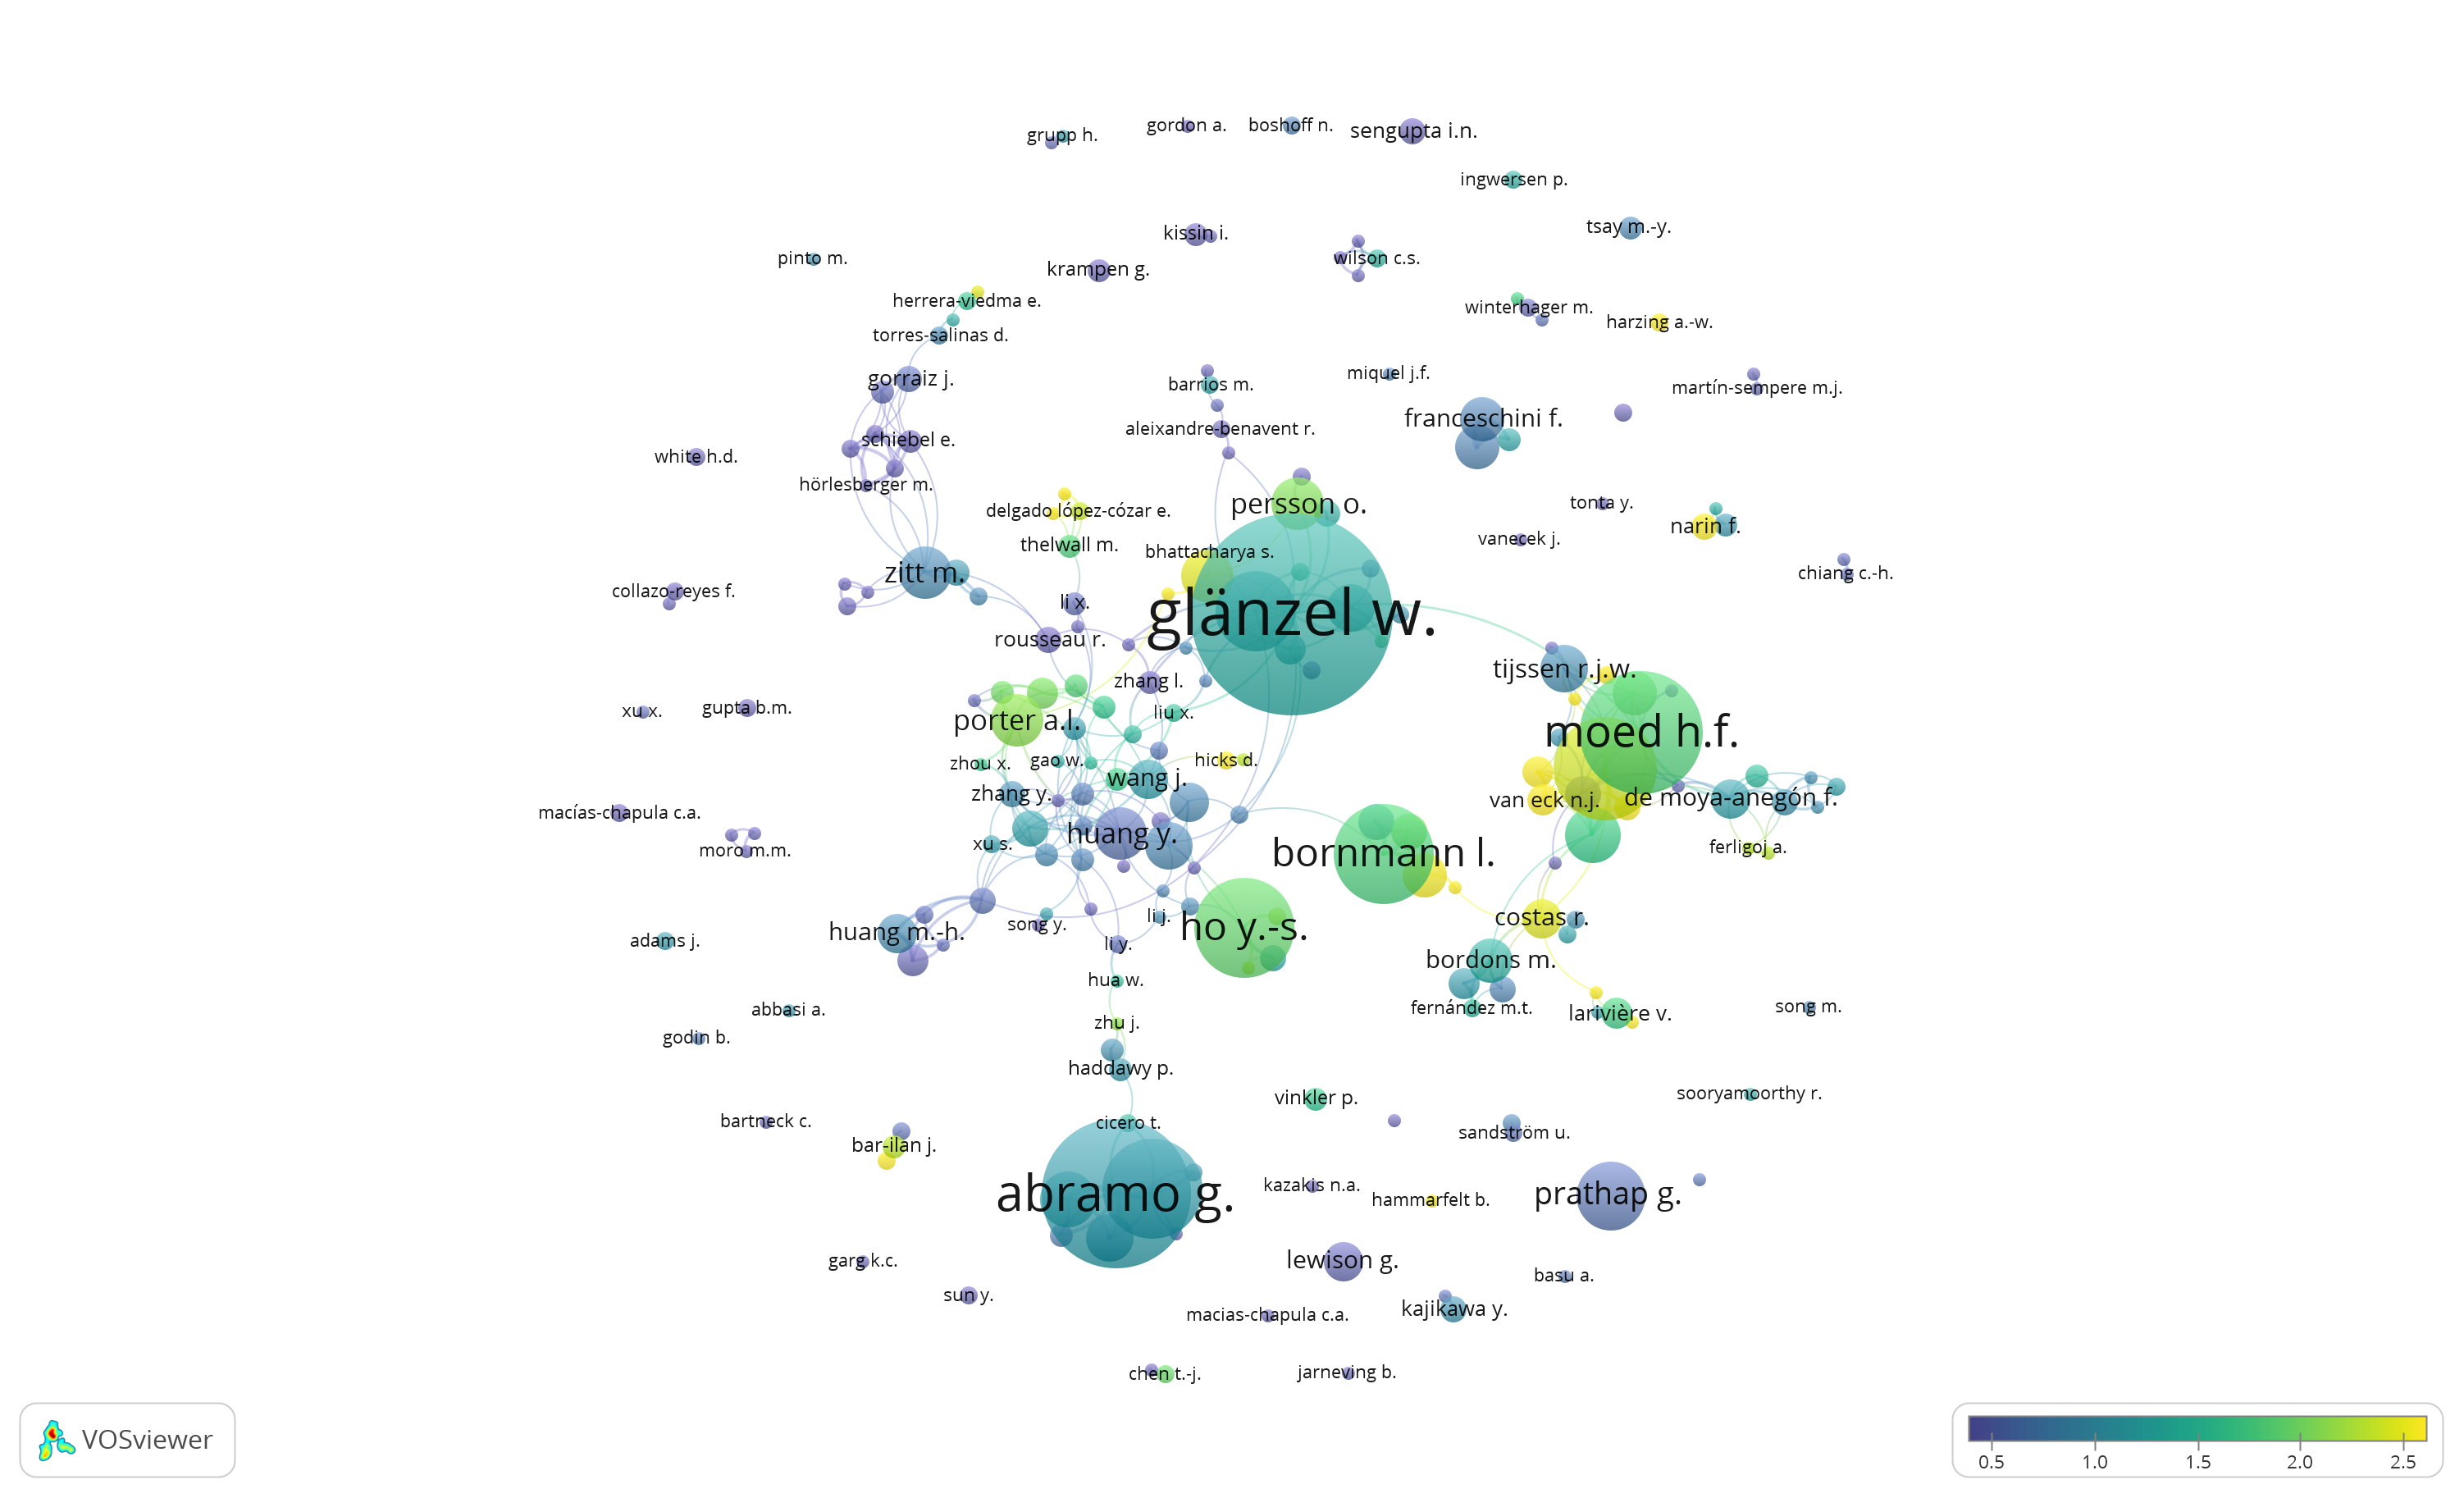 gordon a.
boshoff n.
sengupta i.n.
grupp h.
ingwersen p.
tsay m.-y.
kissin i.
pinto m.
wilson c.s.
krampen g.
herrera-viedma e.
winterhager m.
harzing a.-w.
torres-salinas d.
miquel j.f.
gorraiz j.
barrios m.
martín-sempere m.j.
franceschini f.
aleixandre-benavent r.
schiebel e.
white h.d.
hörlesberger m.
persson o.
tonta y.
delgado lópez-cózar e.
narin f.
vanecek j.
thelwall m.
bhattacharya s.
zitt m.
chiang c.-h.
collazo-reyes f.
li x.
glänzel w.
rousseau r.
tijssen r.j.w.
zhang l.
xu x.
gupta b.m.
liu x.
porter a.l.
moed h.f.
zhou x.
gao w.
hicks d.
wang j.
zhang y.
van eck n.j.
de moya-anegón f.
macías-chapula c.a.
huang y.
xu s.
moro m.m.
bornmann l.
ferligoj a.
li j.
costas r.
song y.
ho y.-s.
huang m.-h.
adams j.
li y.
bordons m.
hua w.
abbasi a.
fernández m.t.
larivière v.
song m.
zhu j.
godin b.
haddawy p.
vinkler p.
sooryamoorthy r.
bartneck c.
cicero t.
sandström u.
bar-ilan j.
kazakis n.a.
abramo g.
hammarfelt b.
prathap g.
garg k.c.
lewison g.
basu a.
sun y.
macias-chapula c.a.
kajikawa y.
chen t.-j.
jarneving b.
VOSviewer
0.5 1.0 1.5 2.0 2.5